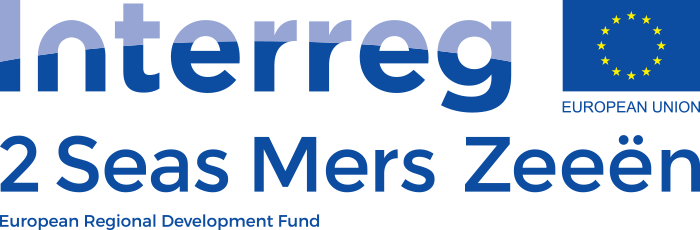 Interreg
EUROPEAN UNION
2 Seas Mers Zeeën
European Regional Development Fund